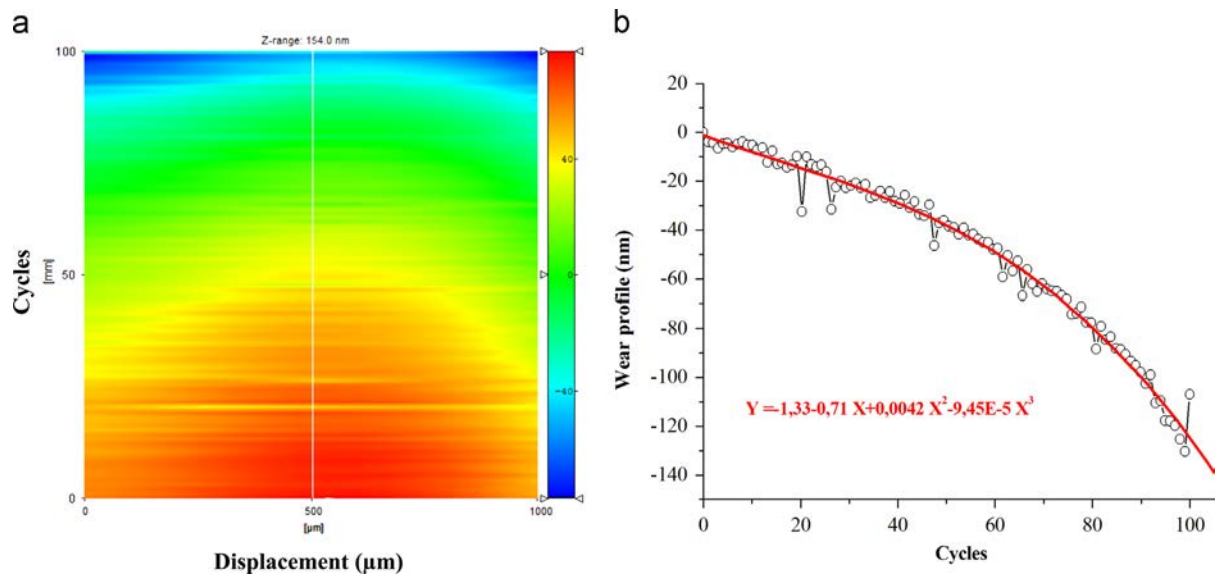 a
Z-range: 154.0 nm
100
50
0
Cycles
[mm]
0
500
1000
[µm]
Displacement (µm)
40
0
-40
b
20
0
-20
-40
-60
-80
-100
-120
-140
Wear profile (nm)
Y =-1,33-0,71 X+0,0042 X²-9,45E-5 X³
0
20
40
60
80
100
Cycles